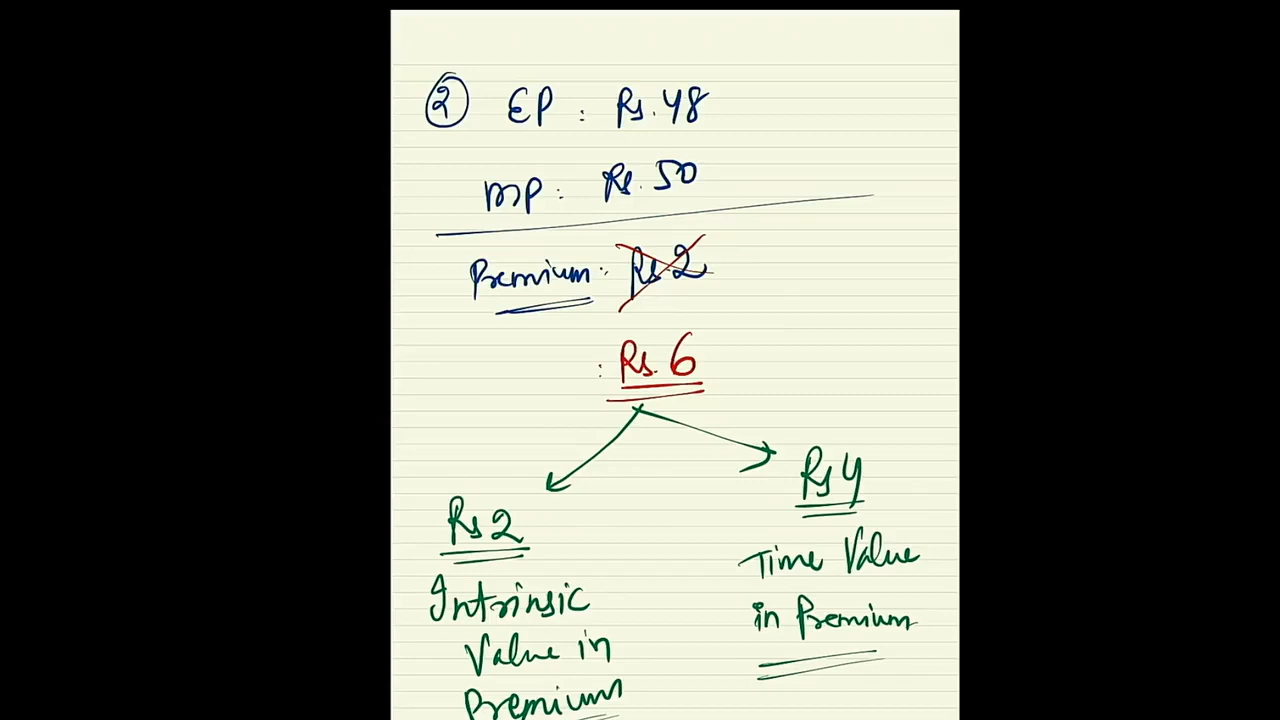 ② EP : Rs. 48
MP : Rs. 50
Premium : Rs. 2
: Rs. 6
Rs 2
Intrinsic
Value in
Premium
Rs 4
Time Value
in Premium